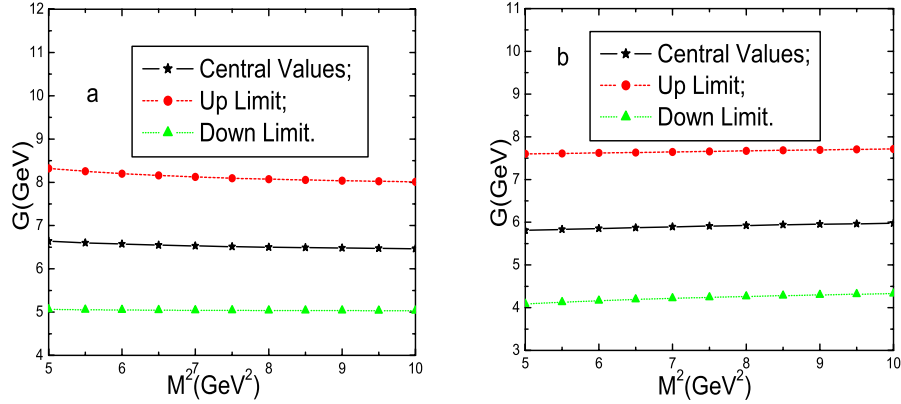 12
11
10
9
8
7
6
5
4
G(GeV)
a
Central Values;
Up Limit;
Down Limit.
5 6 7 8 9 10
M²(GeV²)
11
10
9
8
7
6
5
4
3
G(GeV)
b
Central Values;
Up Limit;
Down Limit.
5 6 7 8 9 10
M²(GeV²)